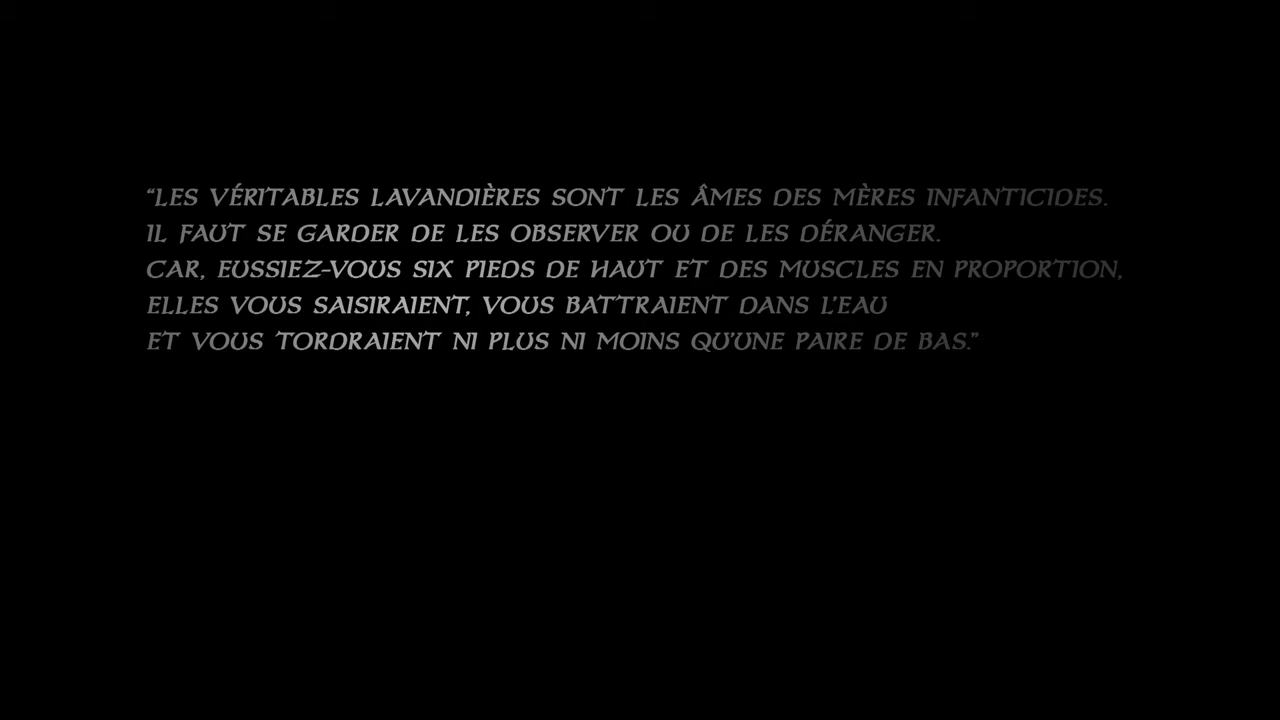 “LES VÉRITABLES LAVANDIÈRES SONT LES ÂMES DES MÈRES INFANTICIDES.
IL FAUT SE GARDER DE LES OBSERVER OU DE LES DÉRANGER.
CAR, EUSSIEZ-VOUS SIX PIEDS DE HAUT ET DES MUSCLES EN PROPORTION,
ELLES VOUS SAISIRAIENT, VOUS BATTRAIENT DANS L’EAU
ET VOUS TORDRAIENT NI PLUS NI MOINS QU’UNE PAIRE DE BAS.”